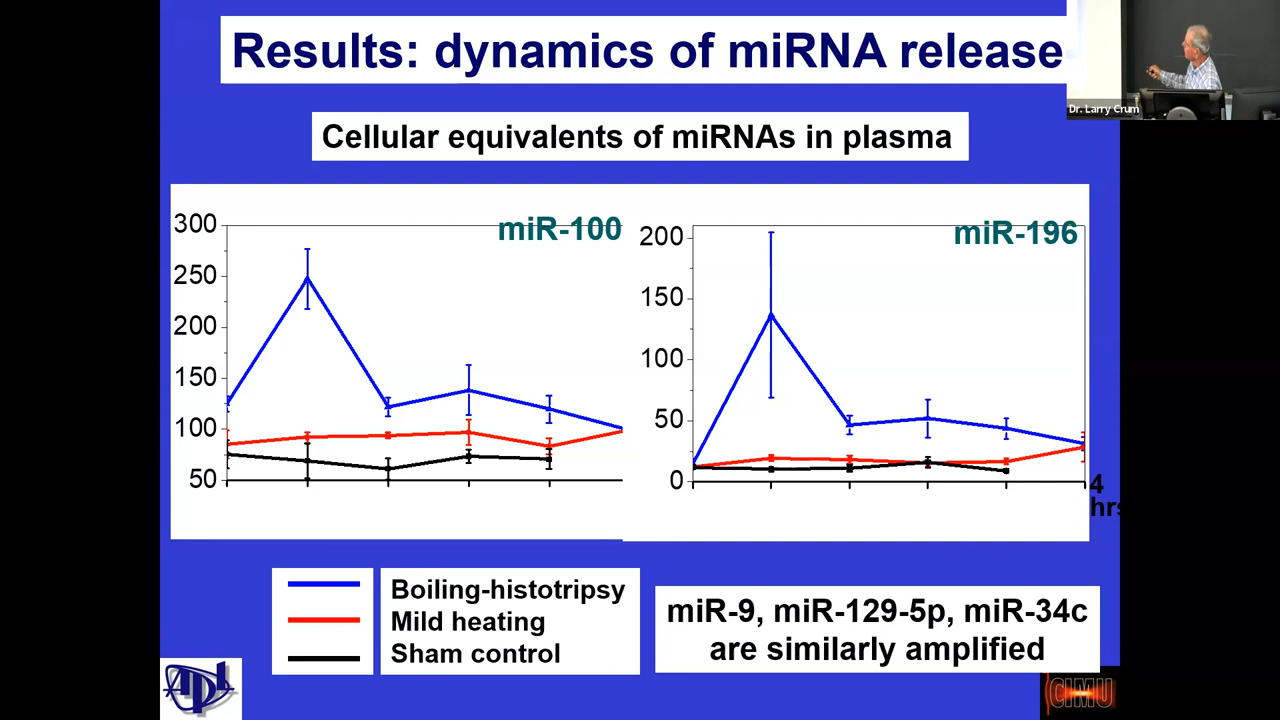 Results: dynamics of miRNA release
Dr. Larry Crum
Cellular equivalents of miRNAs in plasma
miR-100
300
250
200
150
100
50
miR-196
200
150
100
50
0
4
hrs
Boiling-histotripsy
Mild heating
Sham control
miR-9, miR-129-5p, miR-34c
are similarly amplified
APL
CIMU